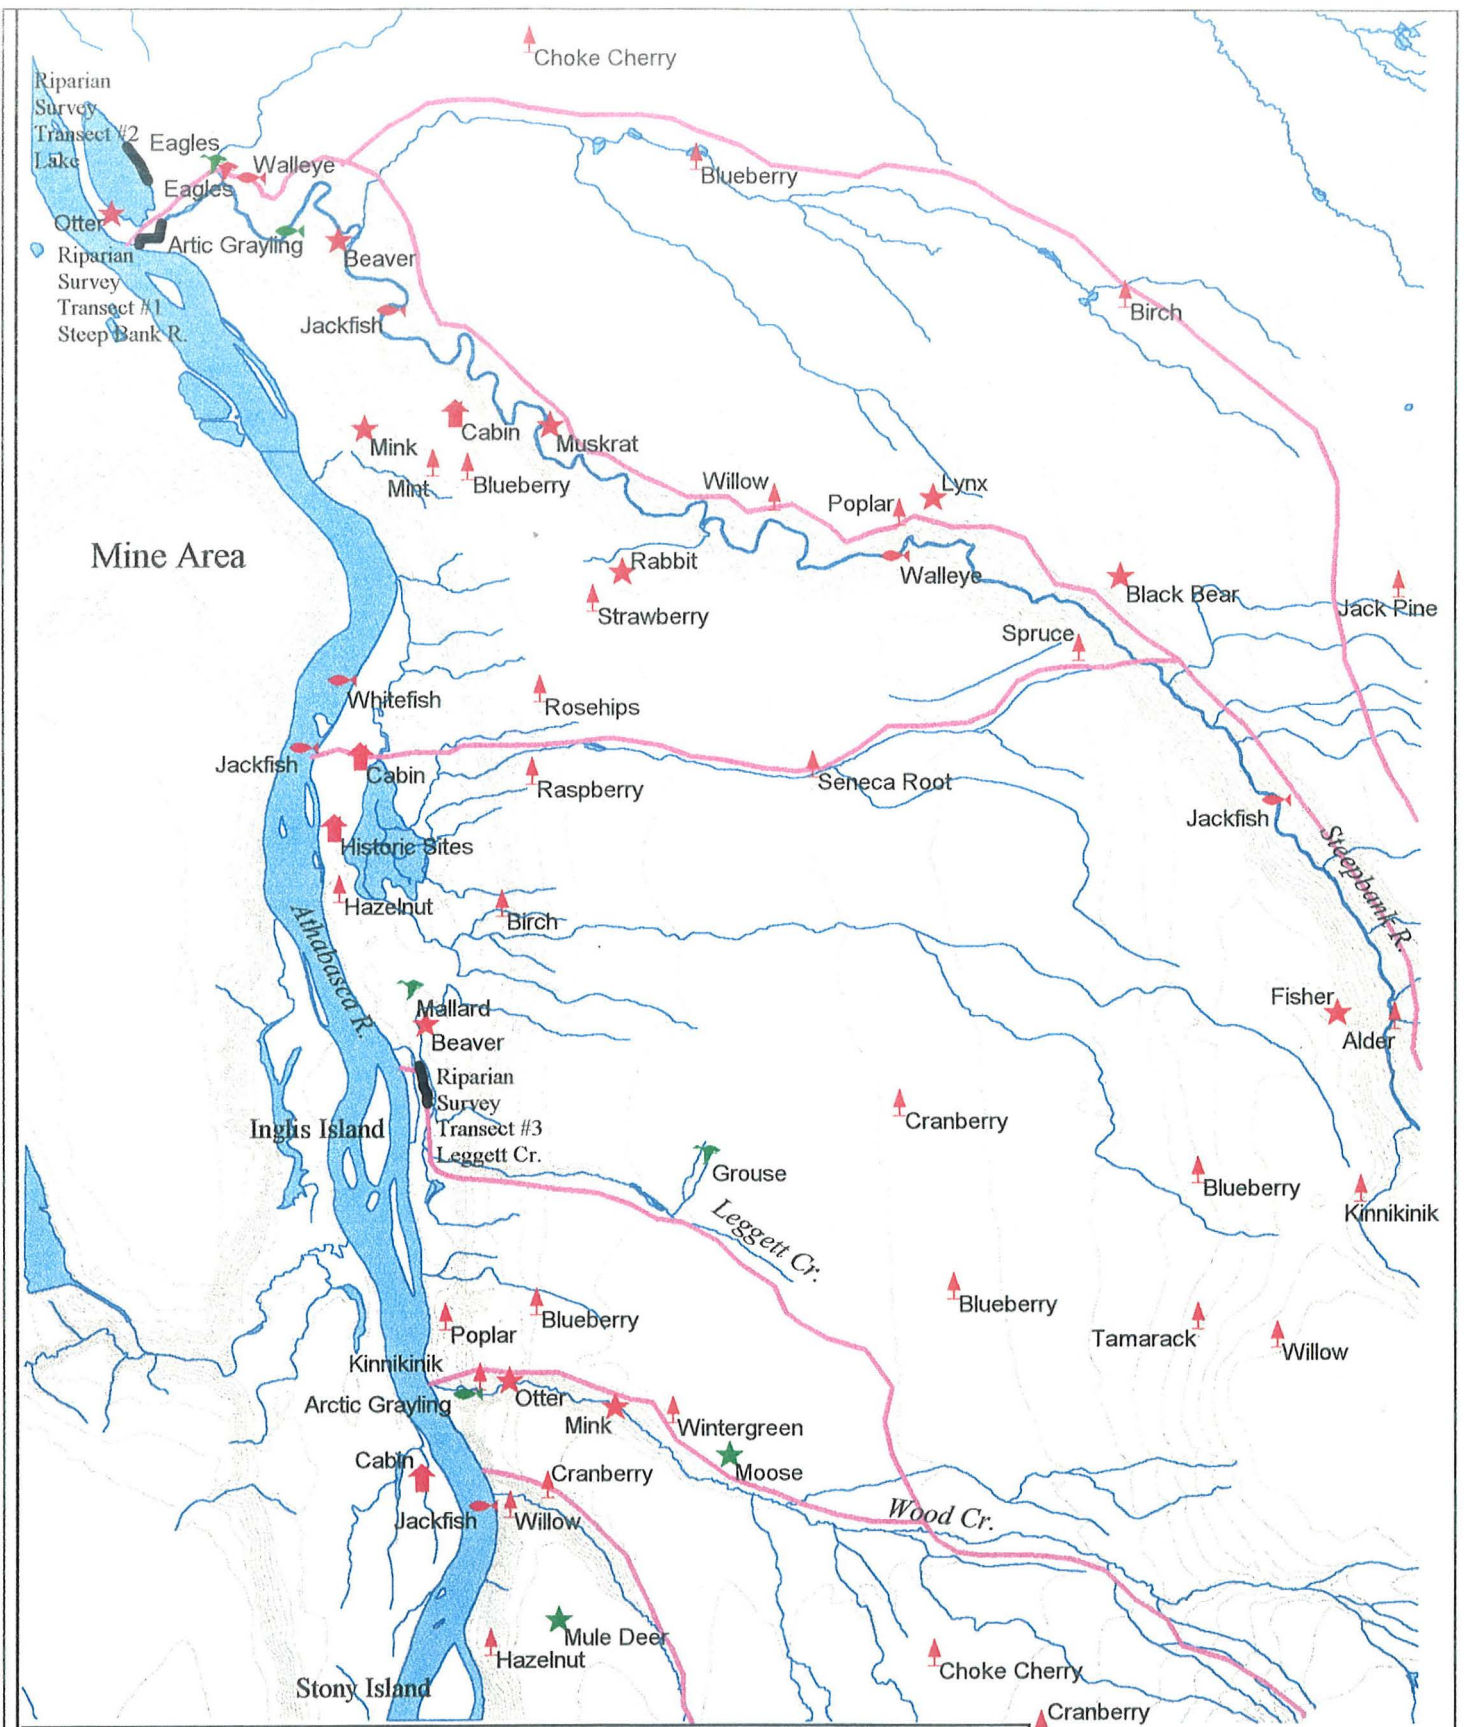 Choke Cherry
Riparian
Survey
Transect #2
Lake
Eagles
Walleye
Eagles
Blueberry
Otter
Artic Grayling
Beaver
Riparian
Survey
Transect #1
Steep Bank R.
Birch
Jackfish
Cabin
Mink
Muskrat
Mint
Blueberry
Willow
Poplar
Lynx
Mine Area
Rabbit
Walleye
Black Bear
Strawberry
Jack Pine
Spruce
Whitefish
Rosehips
Jackfish
Cabin
Raspberry
Seneca Root
Jackfish
Historic Sites
Steepbank R.
Hazelnut
Birch
Athabasca R.
Mallard
Fisher
Beaver
Alder
Riparian
Survey
Transect #3
Leggett Cr.
Inglis Island
Cranberry
Grouse
Blueberry
Kinnikinik
Leggett Cr.
Blueberry
Blueberry
Poplar
Tamarack
Willow
Kinnikinik
Arctic Grayling
Otter
Mink
Wintergreen
Cabin
Cranberry
Moose
Jackfish
Willow
Wood Cr.
Mule Deer
Hazelnut
Choke Cherry
Stony Island
Cranberry